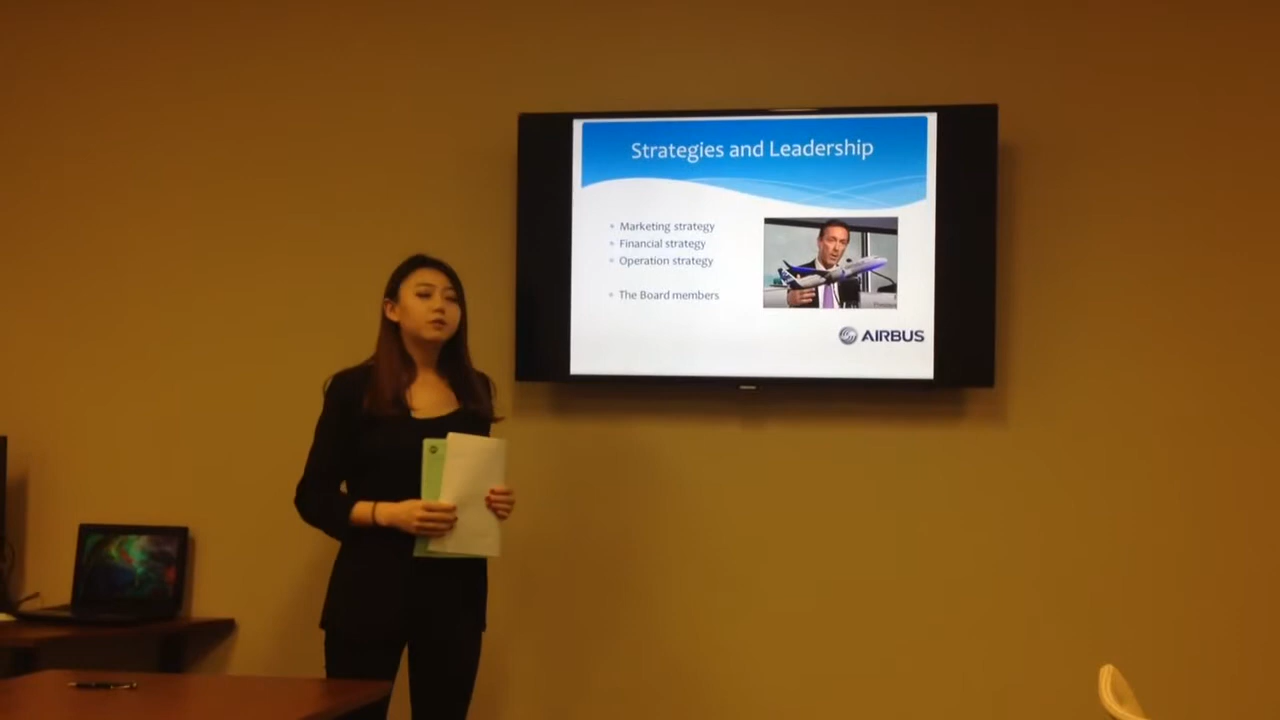 Strategies and Leadership
Marketing strategy
Financial strategy
Operation strategy
The Board members
AIRBUS